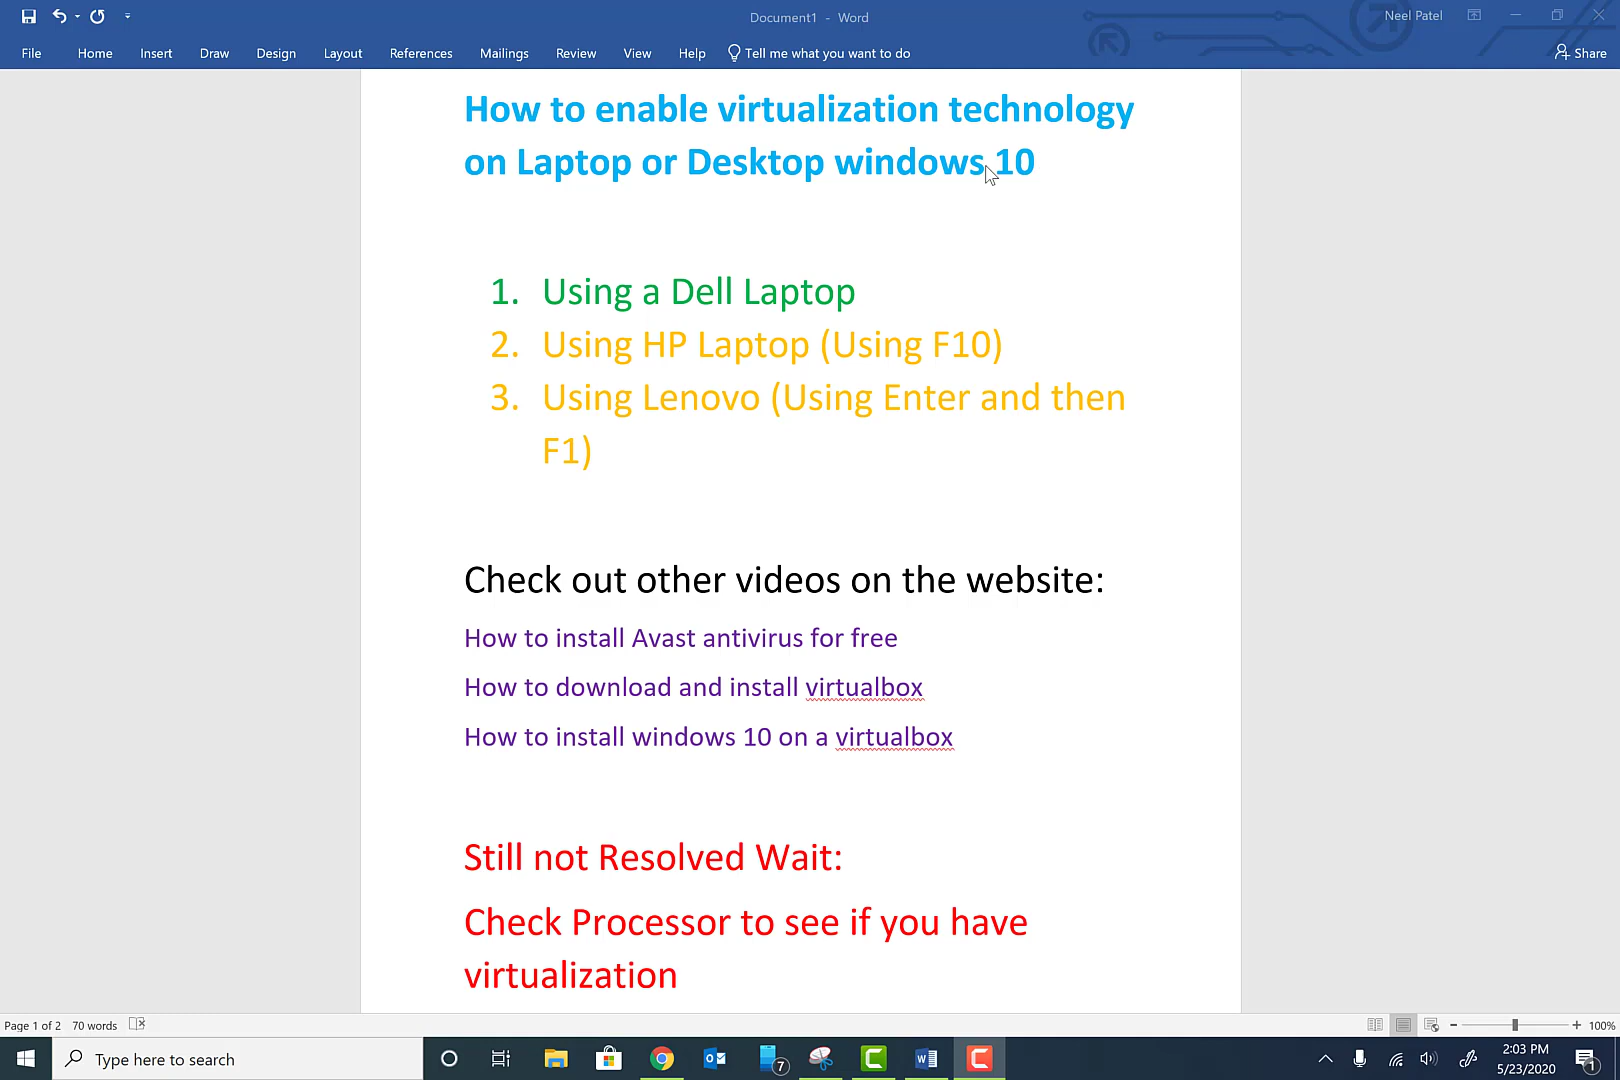 Document1 - Word
Neel Patel
File Home Insert Draw Design Layout References Mailings Review View Help Tell me what you want to do Share
How to enable virtualization technology
on Laptop or Desktop windows 10
1. Using a Dell Laptop
2. Using HP Laptop (Using F10)
3. Using Lenovo (Using Enter and then
F1)
Check out other videos on the website:
How to install Avast antivirus for free
How to download and install virtualbox
How to install windows 10 on a virtualbox
Still not Resolved Wait:
Check Processor to see if you have
virtualization
Page 1 of 2 70 words 100%
Type here to search
7
2:03 PM
5/23/2020
1